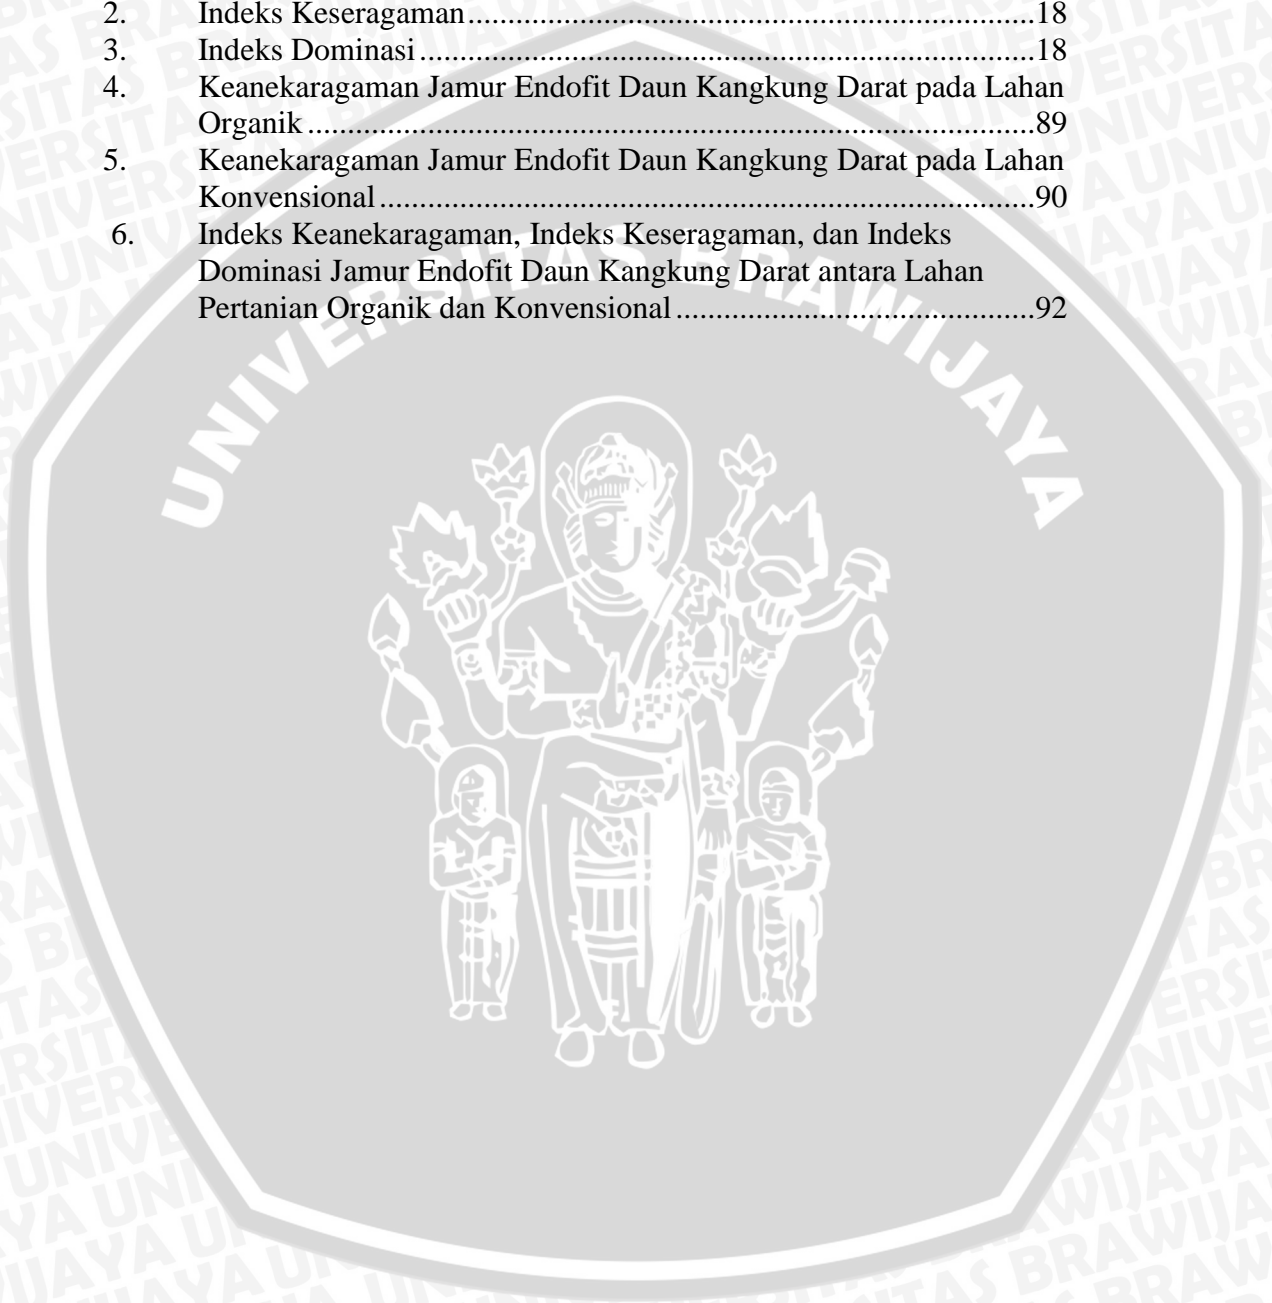 2. Indeks Keseragaman.......................................................................18
3. Indeks Dominasi.............................................................................18
4. Keanekaragaman Jamur Endofit Daun Kangkung Darat pada Lahan
Organik...........................................................................................89
5. Keanekaragaman Jamur Endofit Daun Kangkung Darat pada Lahan
Konvensional..................................................................................90
6. Indeks Keanekaragaman, Indeks Keseragaman, dan Indeks
Dominasi Jamur Endofit Daun Kangkung Darat antara Lahan
Pertanian Organik dan Konvensional.............................................92
UNIVERSITAS BRAWIJAYA